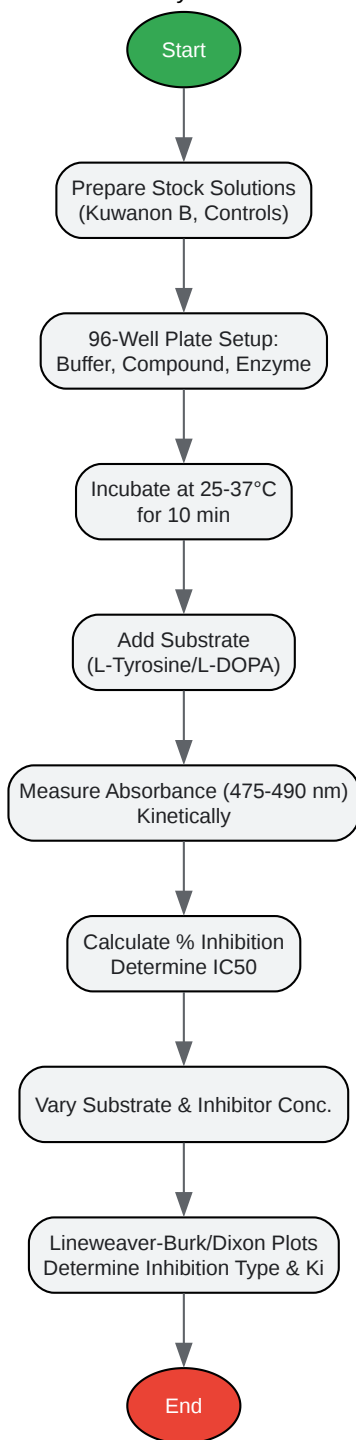 Start
Prepare Stock Solutions
(Kuwanon B, Controls)
96-Well Plate Setup:
Buffer, Compound, Enzyme
Incubate at 25-37°C
for 10 min
Add Substrate
(L-Tyrosine/L-DOPA)
Measure Absorbance (475-490 nm)
Kinetically
Calculate % Inhibition
Determine IC50
Vary Substrate & Inhibitor Conc.
Lineweaver-Burk/Dixon Plots
Determine Inhibition Type & Ki
End